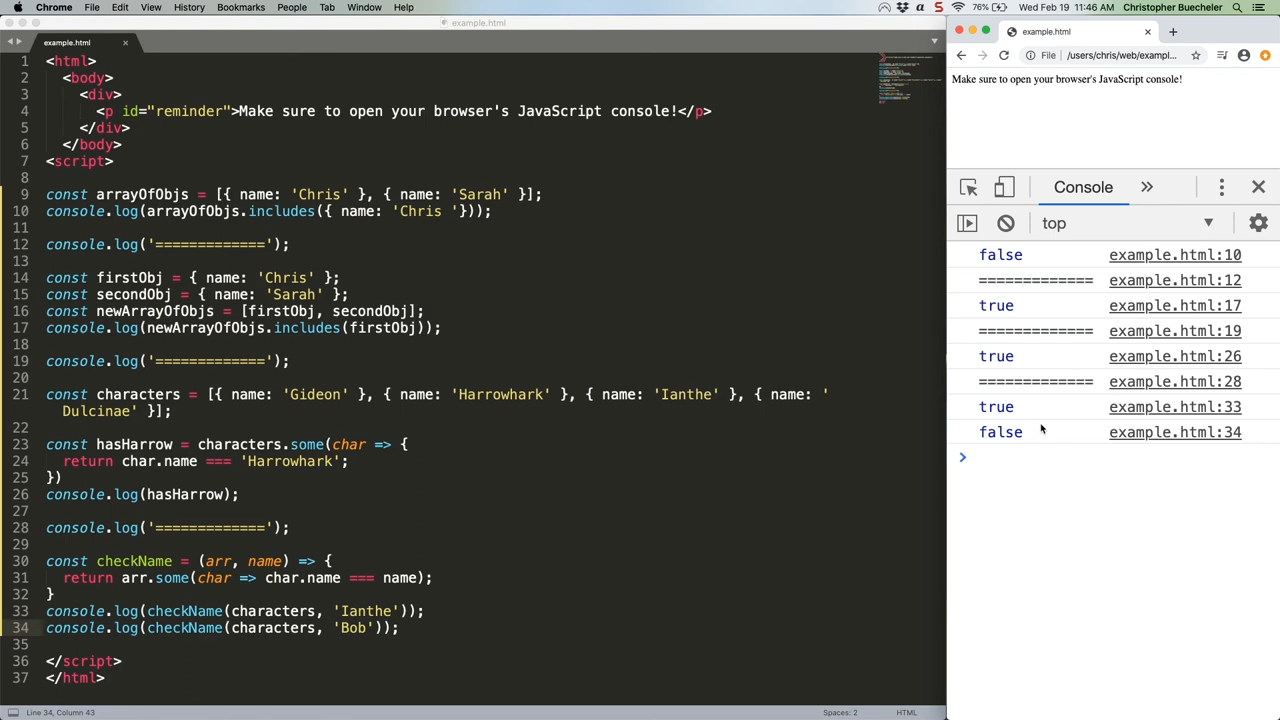 Chrome File Edit View History Bookmarks People Tab Window Help 76% Wed Feb 19 11:46 AM Christopher Buecheler
example.html
example.html
1 <html>
2 <body>
3 <div>
4 <p id="reminder">Make sure to open your browser's JavaScript console!</p>
5 </div>
6 </body>
7 <script>
8
9 const arrayOfObjs = [{ name: 'Chris' }, { name: 'Sarah' }];
10 console.log(arrayOfObjs.includes({ name: 'Chris '}));
11
12 console.log('=============');
13
14 const firstObj = { name: 'Chris' };
15 const secondObj = { name: 'Sarah' };
16 const newArrayOfObjs = [firstObj, secondObj];
17 console.log(newArrayOfObjs.includes(firstObj));
18
19 console.log('=============');
20
21 const characters = [{ name: 'Gideon' }, { name: 'Harrowhark' }, { name: 'Ianthe' }, { name: '
Dulcinae' }];
22
23 const hasHarrow = characters.some(char => {
24 return char.name === 'Harrowhark';
25 })
26 console.log(hasHarrow);
27
28 console.log('=============');
29
30 const checkName = (arr, name) => {
31 return arr.some(char => char.name === name);
32 }
33 console.log(checkName(characters, 'Ianthe'));
34 console.log(checkName(characters, 'Bob'));
35
36 </script>
37 </html>
Line 34, Column 43 Spaces: 2 HTML
example.html
File /users/chris/web/exampl...
Make sure to open your browser's JavaScript console!
Console
top
false example.html:10
============= example.html:12
true example.html:17
============= example.html:19
true example.html:26
============= example.html:28
true example.html:33
false example.html:34